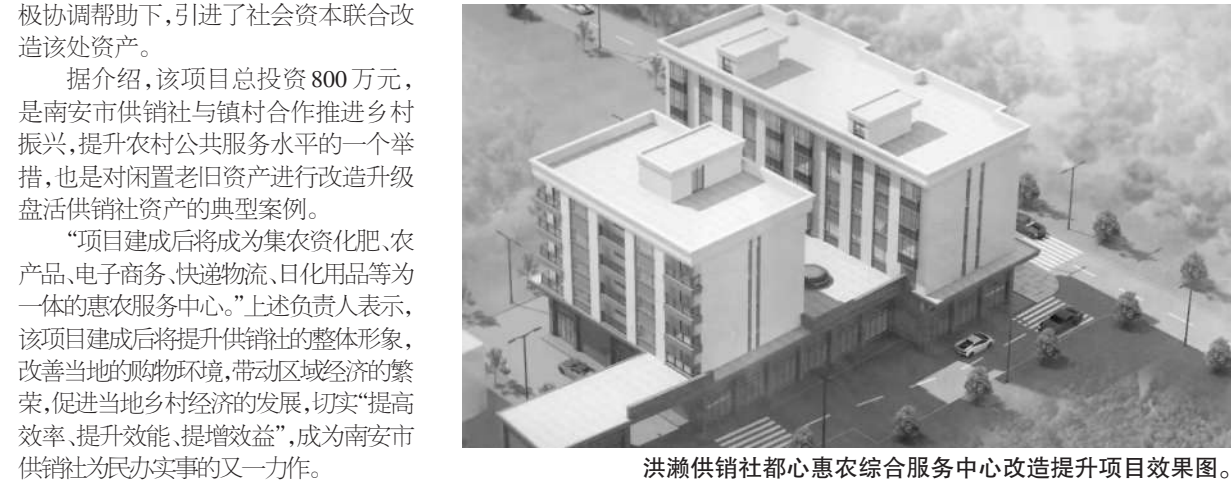 极协调帮助下,引进了社会资本联合改
造该处资产。
据介绍,该项目总投资800万元,
是南安市供销社与镇村合作推进乡村
振兴,提升农村公共服务水平的一个举
措,也是对闲置老旧资产进行改造升级
盘活供销社资产的典型案例。
“项目建成后将成为集农资化肥、农
产品、电子商务、快递物流、日化用品等为
一体的惠农服务中心。”上述负责人表示,
该项目建成后将提升供销社的整体形象,
改善当地的购物环境,带动区域经济的繁
荣,促进当地乡村经济的发展,切实“提高
效率、提升效能、提增效益”,成为南安市
供销社为民办实事的又一力作。
洪濑供销社都心惠农综合服务中心改造提升项目效果图。